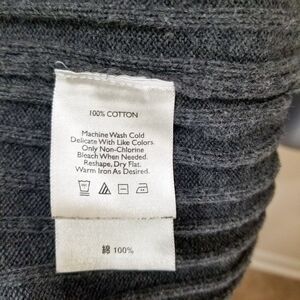 100% COTTON
Machine Wash Cold
Delicate With Like Colors.
Only Non-Chlorine
Bleach When Needed.
Reshape, Dry Flat.
Warm Iron As Desired.
綿 100%